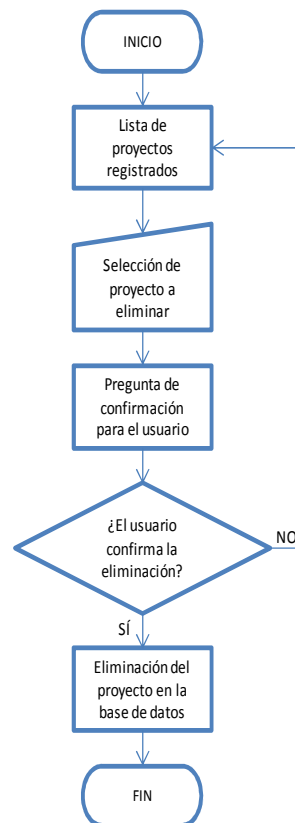 INICIO
Lista de
proyectos
registrados
Selección de
proyecto a
eliminar
Pregunta de
confirmación
para el usuario
¿El usuario
confirma la
eliminación?
NO
SÍ
Eliminación del
proyecto en la
base de datos
FIN